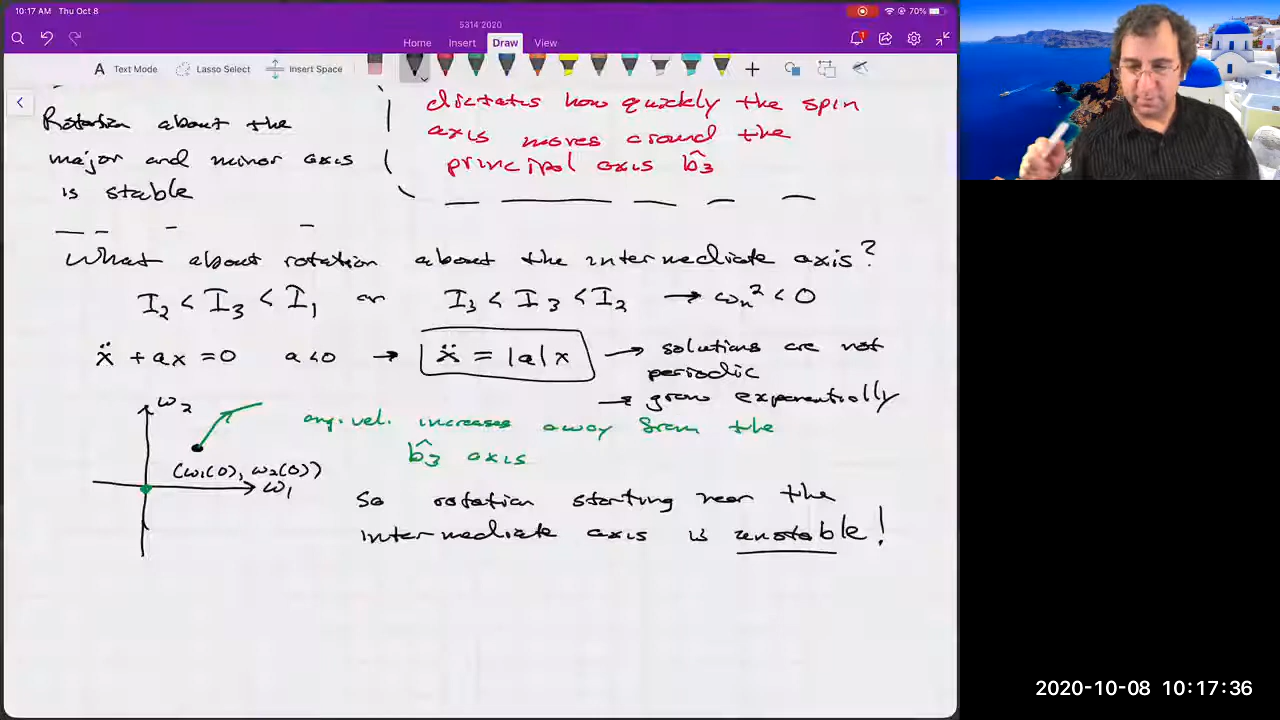 10:17 AM Thu Oct 8
70%
5314 2020
Home Insert Draw View
1
Text Mode Lasso Select Insert Space
Rotation about the
major and minor axis
is stable
dictates how quickly the spin
axis moves around the
principal axis b̂3
What about rotation about the intermediate axis?
I2 < I3 < I1 or I3 < I3 < I2 → ωn² < 0
ẍ + ax = 0 a < 0 → ẍ = |a| x → solutions are not
periodic
→ grow exponentially
ω2
ang. vel. increases away from the
b̂3 axis
(ω1(0), ω2(0))
ω1
So rotation starting near the
intermediate axis is unstable!
2020-10-08 10:17:36